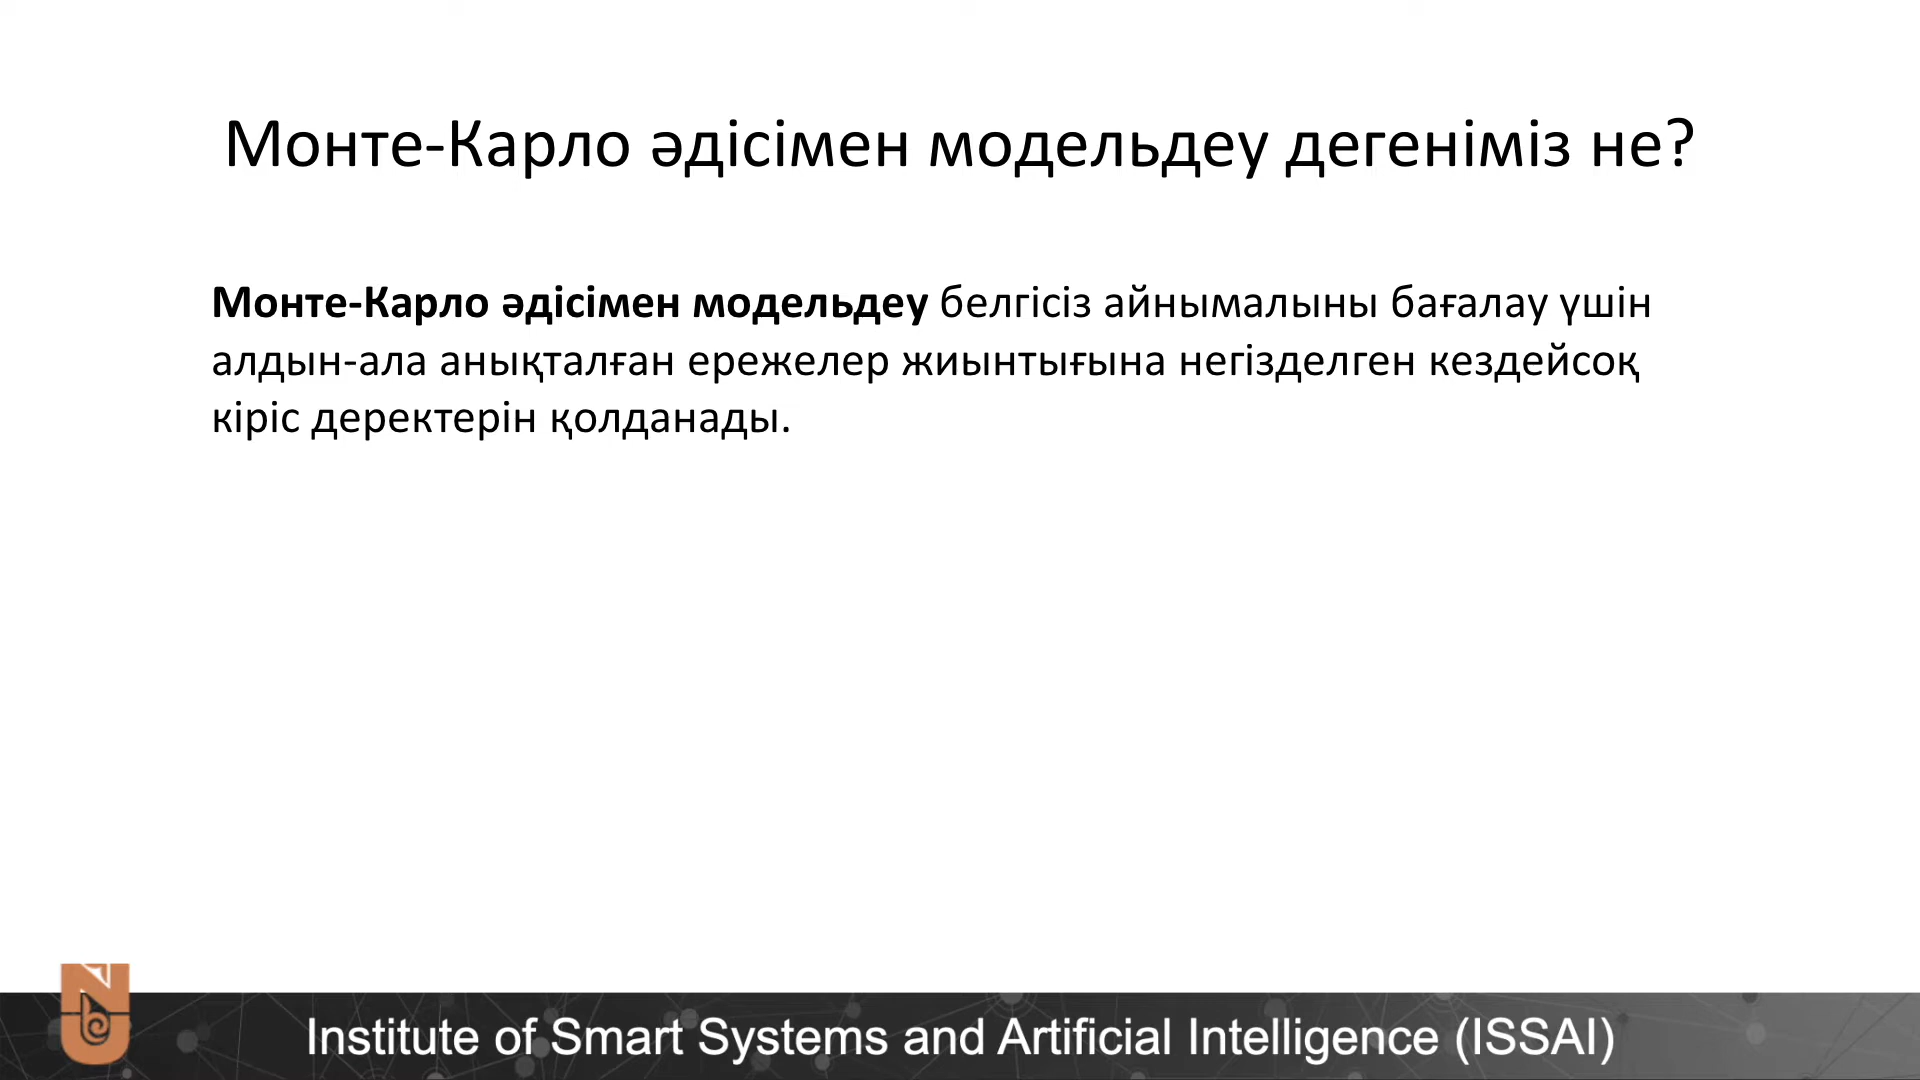 Монте-Карло әдісімен модельдеу дегеніміз не?
Монте-Карло әдісімен модельдеу белгісіз айнымалыны бағалау үшін
алдын-ала анықталған ережелер жиынтығына негізделген кездейсоқ
кіріс деректерін қолданады.
Institute of Smart Systems and Artificial Intelligence (ISSAI)